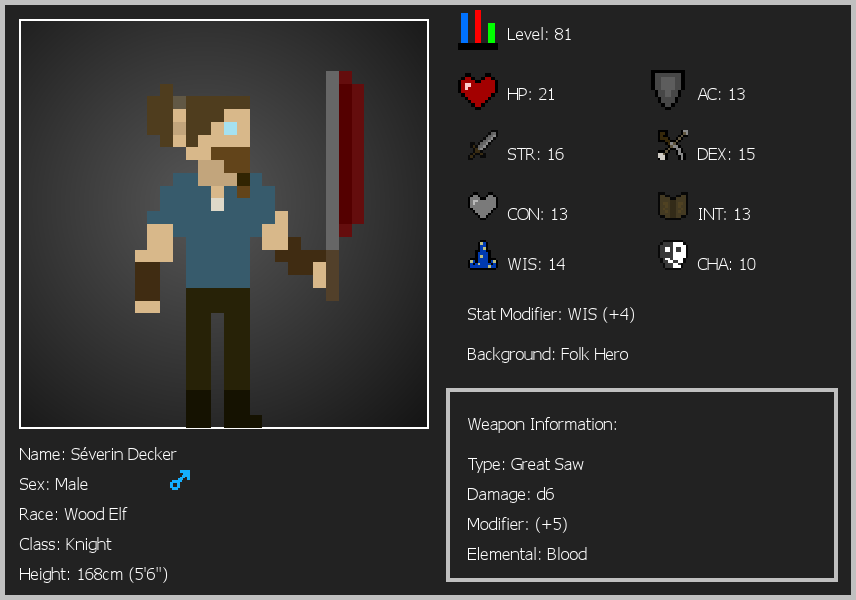 Level: 81
HP: 21
AC: 13
STR: 16
DEX: 15
CON: 13
INT: 13
WIS: 14
CHA: 10
Stat Modifier: WIS (+4)
Background: Folk Hero
Weapon Information:
Type: Great Saw
Damage: d6
Modifier: (+5)
Elemental: Blood
Name: Séverin Decker
Sex: Male
Race: Wood Elf
Class: Knight
Height: 168cm (5'6")